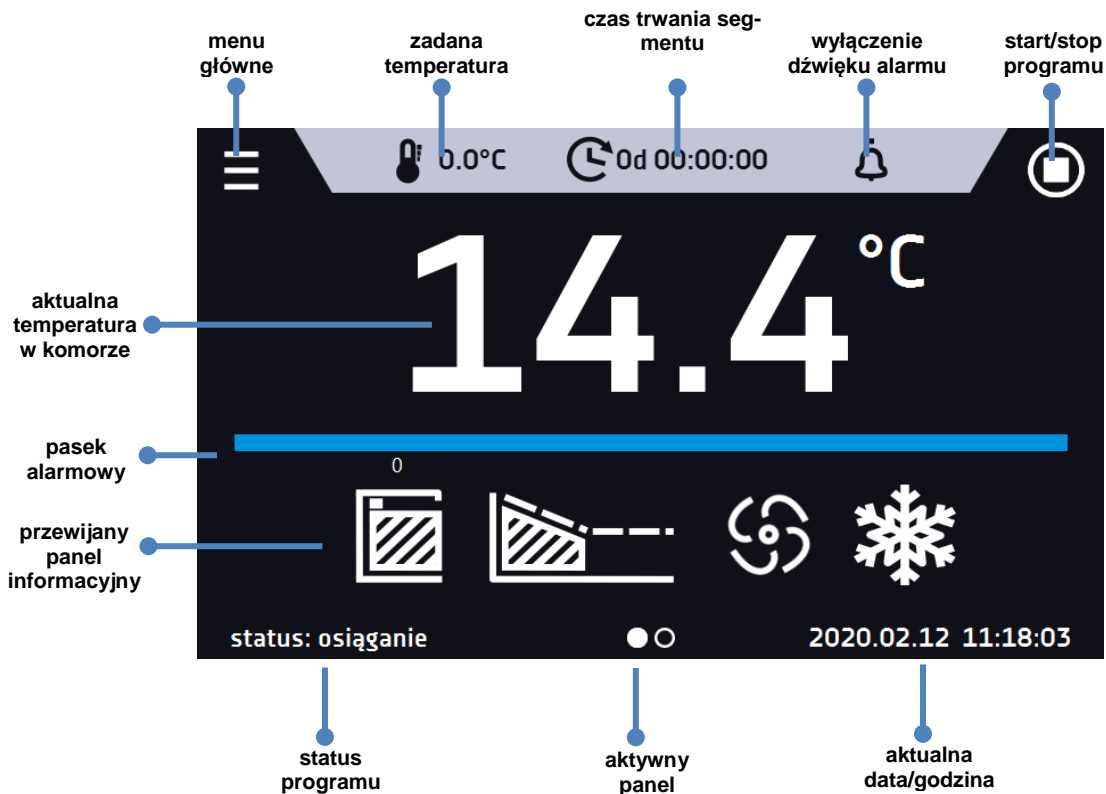 czas trwania seg-
mentu
menu
główne
zadana
temperatura
wyłączenie
dźwięku alarmu
start/stop
programu
0.0°C
0d 00:00:00
14.4 °C
aktualna
temperatura
w komorze
pasek
alarmowy
0
przewijany
panel
informacyjny
status: osiąganie
2020.02.12 11:18:03
status
programu
aktywny
panel
aktualna
data/godzina